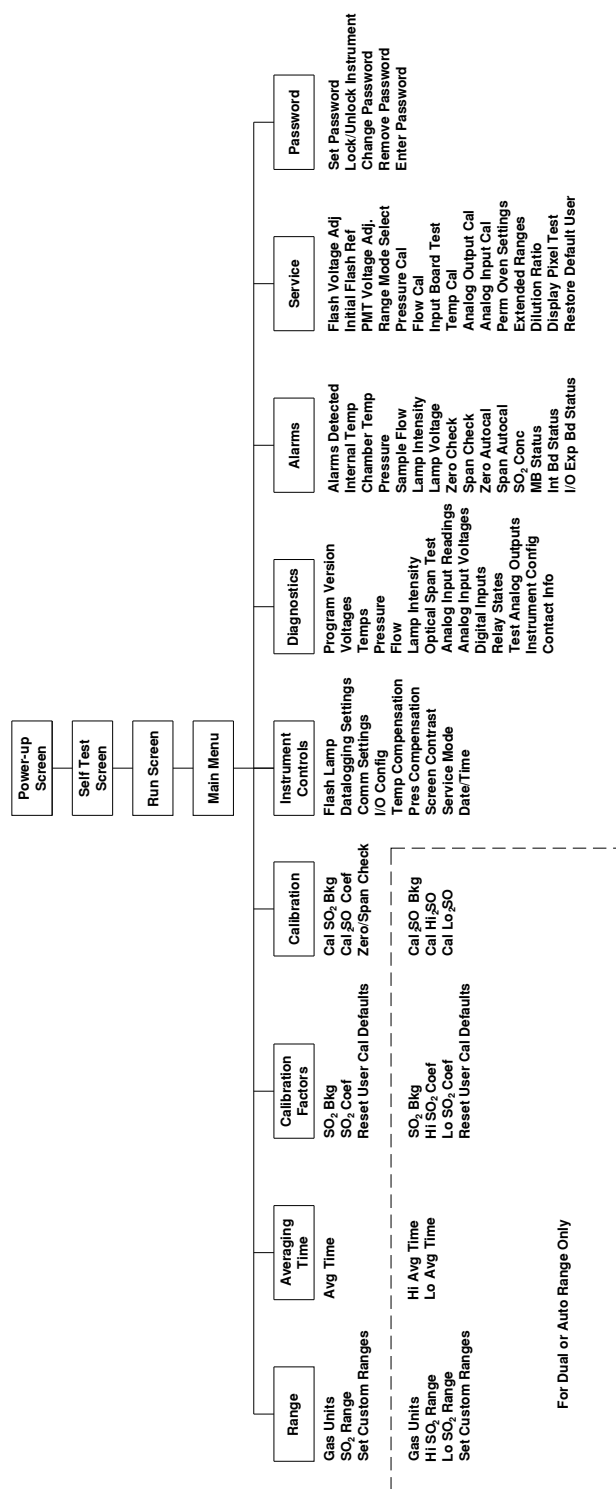 Power-up
Screen
Self Test
Screen
Run Screen
Main Menu
Range
Gas Units
SO₂ Range
Set Custom Ranges
Averaging
Time
Avg Time
Calibration
Factors
SO₂ Bkg
SO₂ Coef
Reset User Cal Defaults
Calibration
Cal SO₂ Bkg
Cal₂SO Coef
Zero/Span Check
Instrument
Controls
Flash Lamp
Datalogging Settings
Comm Settings
I/O Config
Temp Compensation
Pres Compensation
Screen Contrast
Service Mode
Date/Time
Diagnostics
Program Version
Voltages
Temps
Pressure
Flow
Lamp Intensity
Optical Span Test
Analog Input Readings
Analog Input Voltages
Digital Inputs
Relay States
Test Analog Outputs
Instrument Config
Contact Info
Alarms
Alarms Detected
Internal Temp
Chamber Temp
Pressure
Sample Flow
Lamp Intensity
Lamp Voltage
Zero Check
Span Check
Zero Autocal
Span Autocal
SO₂ Conc
MB Status
Int Bd Status
I/O Exp Bd Status
Service
Flash Voltage Adj
Initial Flash Ref
PMT Voltage Adj.
Range Mode Select
Pressure Cal
Flow Cal
Input Board Test
Temp Cal
Analog Output Cal
Analog Input Cal
Perm Oven Settings
Extended Ranges
Dilution Ratio
Display Pixel Test
Restore Default User
Password
Set Password
Lock/Unlock Instrument
Change Password
Remove Password
Enter Password
Gas Units
Hi SO₂ Range
Lo SO₂ Range
Set Custom Ranges
Hi Avg Time
Lo Avg Time
SO₂ Bkg
Hi SO₂ Coef
Lo SO₂ Coef
Reset User Cal Defaults
Cal₂SO Bkg
Cal Hi₂SO
Cal Lo₂SO
For Dual or Auto Range Only